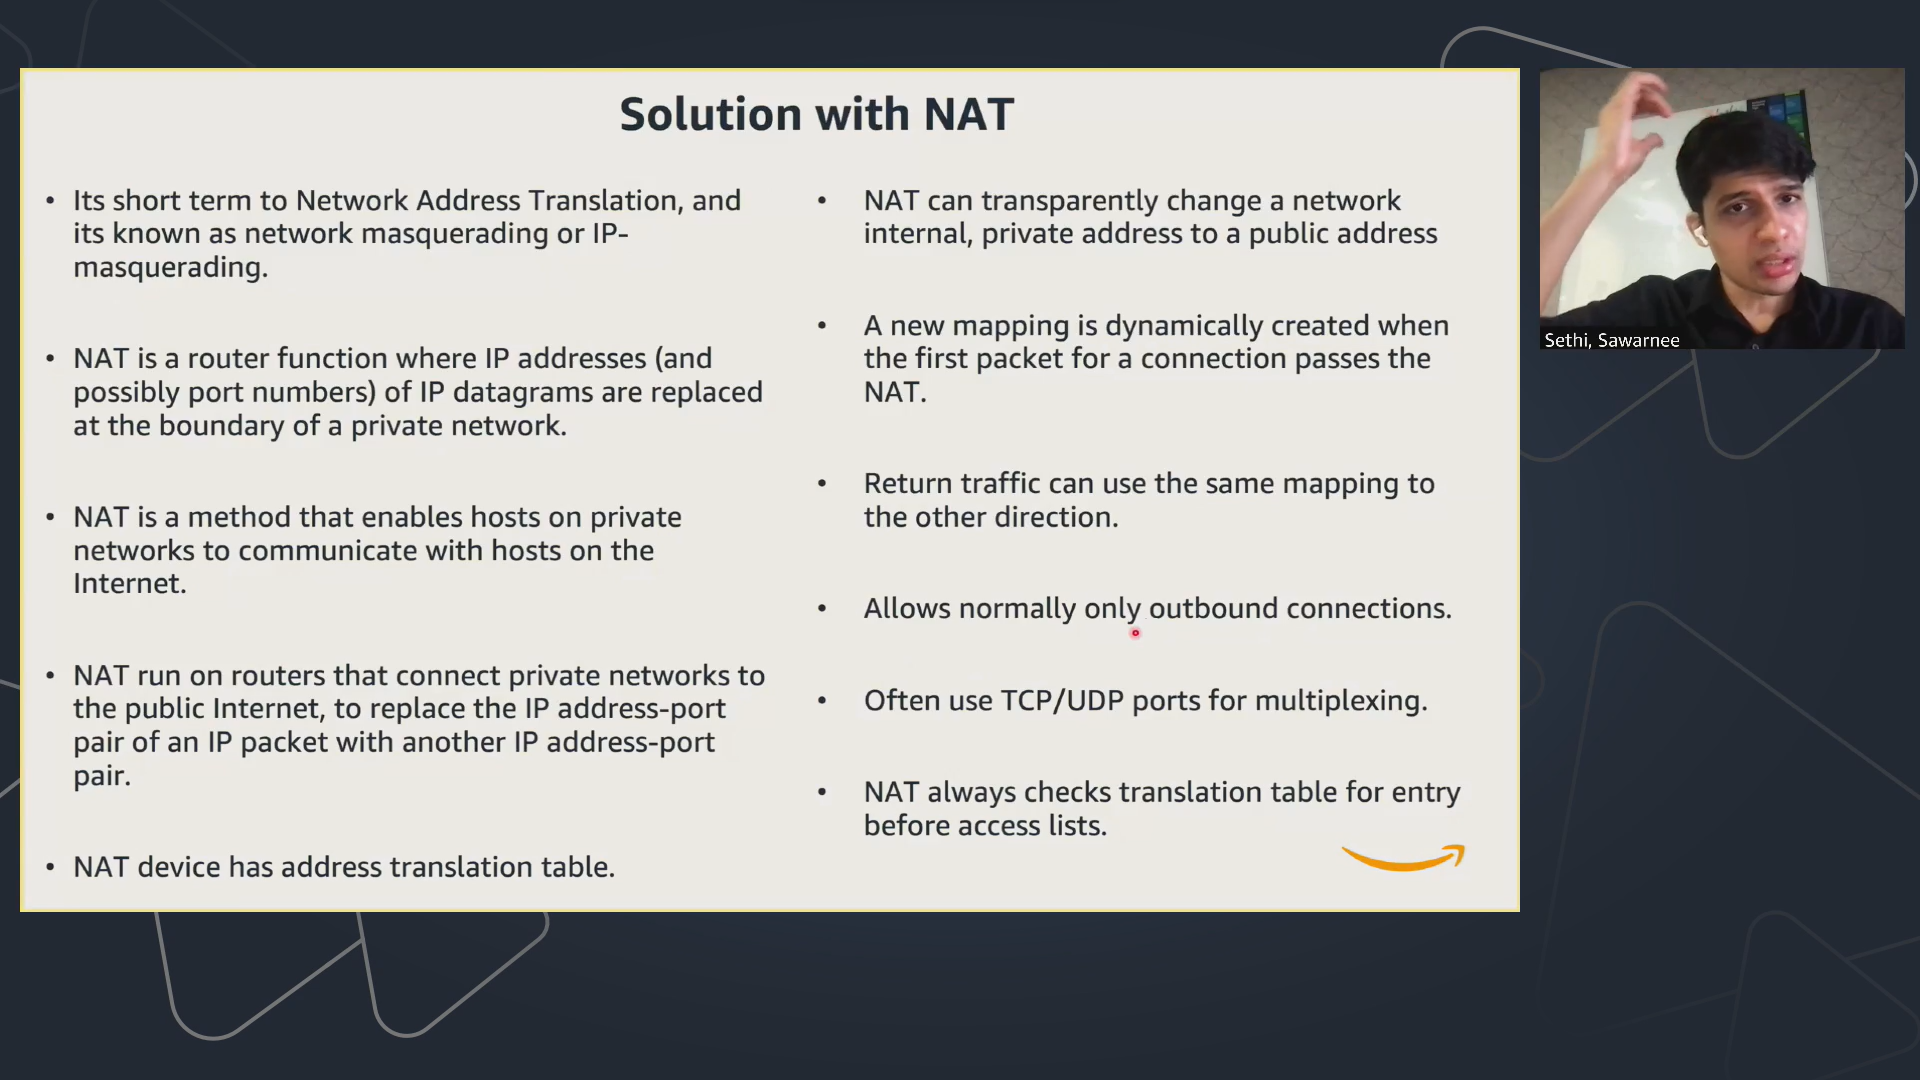 Solution with NAT
• Its short term to Network Address Translation, and
its known as network masquerading or IP-
masquerading.
• NAT is a router function where IP addresses (and
possibly port numbers) of IP datagrams are replaced
at the boundary of a private network.
• NAT is a method that enables hosts on private
networks to communicate with hosts on the
Internet.
• NAT run on routers that connect private networks to
the public Internet, to replace the IP address-port
pair of an IP packet with another IP address-port
pair.
• NAT device has address translation table.
• NAT can transparently change a network
internal, private address to a public address
• A new mapping is dynamically created when
the first packet for a connection passes the
NAT.
• Return traffic can use the same mapping to
the other direction.
• Allows normally only outbound connections.
• Often use TCP/UDP ports for multiplexing.
• NAT always checks translation table for entry
before access lists.
Sethi, Sawarnee